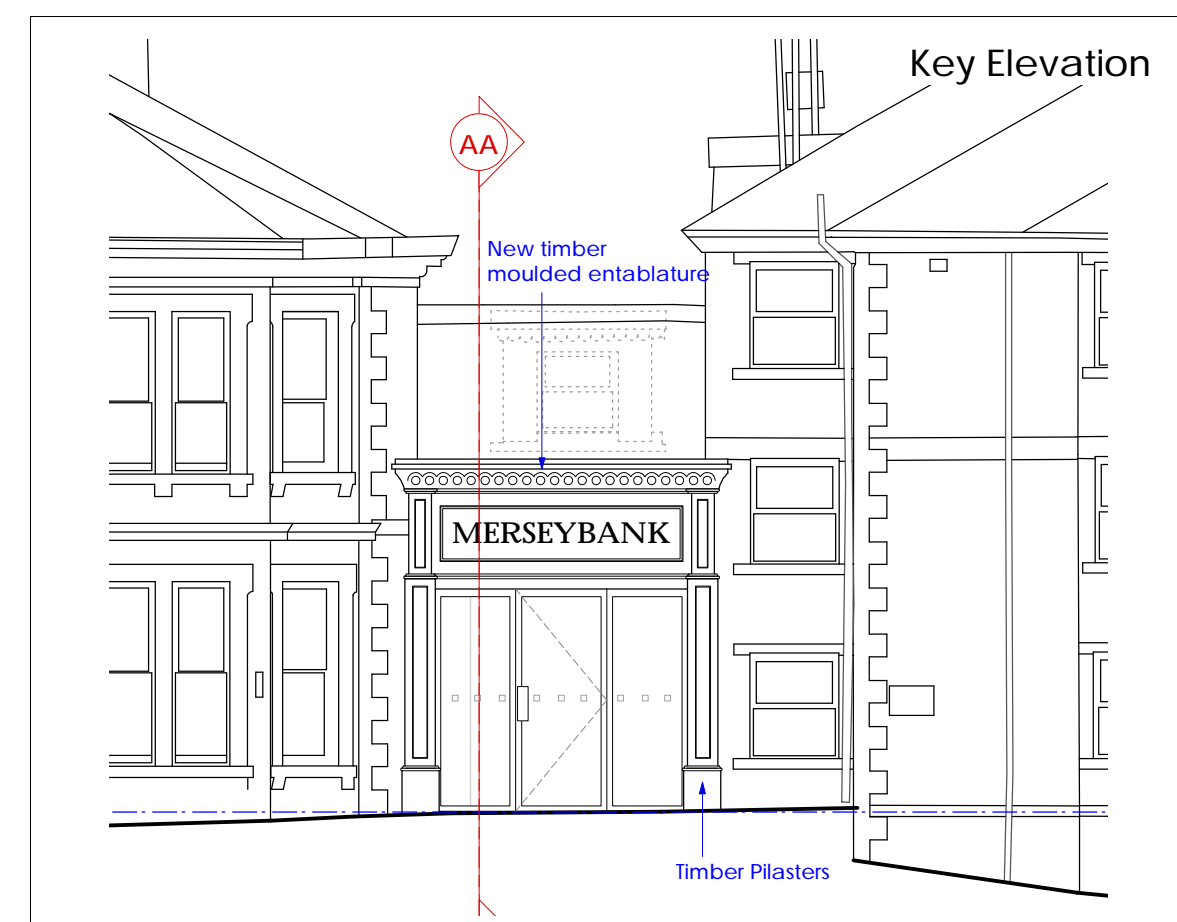 Key Elevation
AA
New timber
moulded entablature
MERSEYBANK
Timber Pilasters